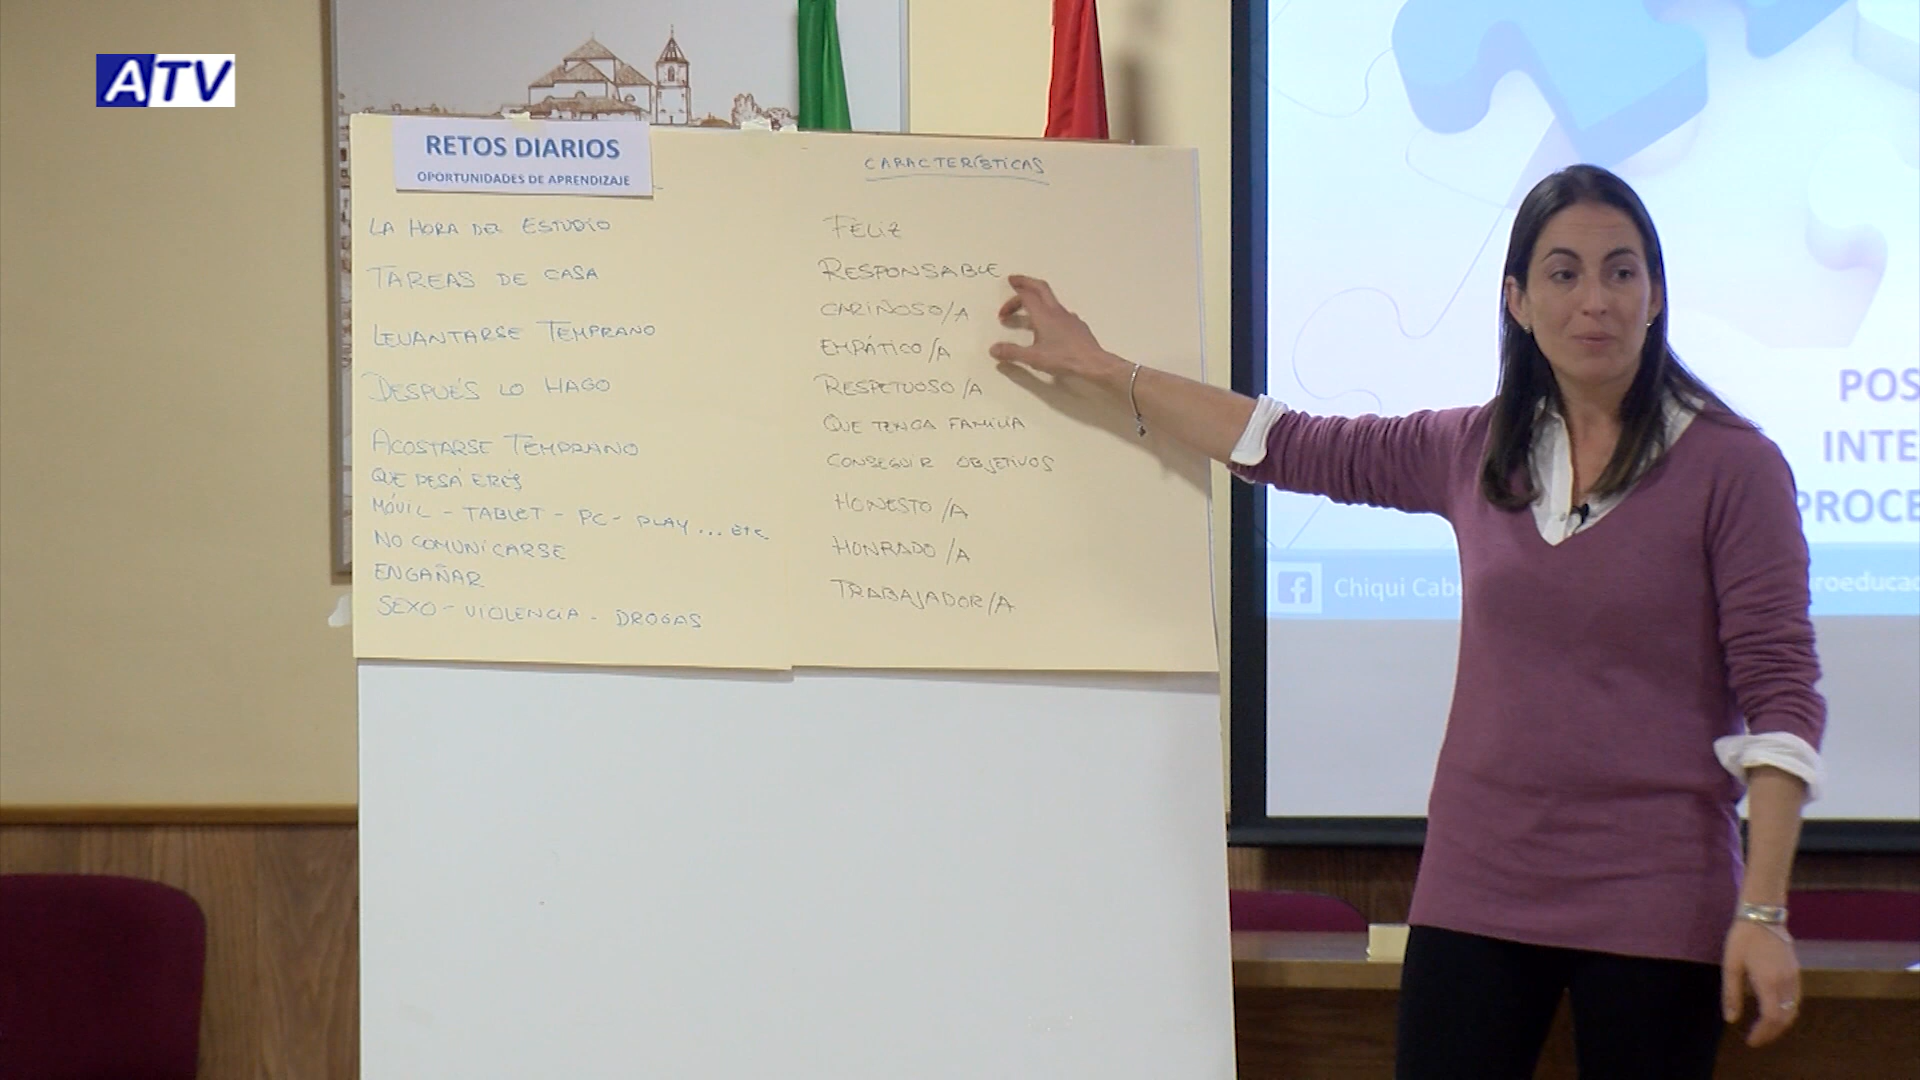 ATV
RETOS DIARIOS
OPORTUNIDADES DE APRENDIZAJE
LA HORA DEL ESTUDIO
TAREAS DE CASA
LEVANTARSE TEMPRANO
DESPUÉS LO HAGO
ACOSTARSE TEMPRANO
QUE PESÁ ERES
MÓVIL - TABLET - PC - PLAY ... ETC.
NO COMUNICARSE
ENGAÑAR
SEXO - VIOLENCIA - DROGAS
CARACTERÍSTICAS
FELIZ
RESPONSABLE
CARIÑOSO/A
EMPÁTICO/A
RESPETUOSO/A
QUE TENGA FAMILIA
CONSEGUIR OBJETIVOS
HONESTO/A
HONRADO/A
TRABAJADOR/A
POS
INTE
PROCE
Chiqui Cab
roeducac